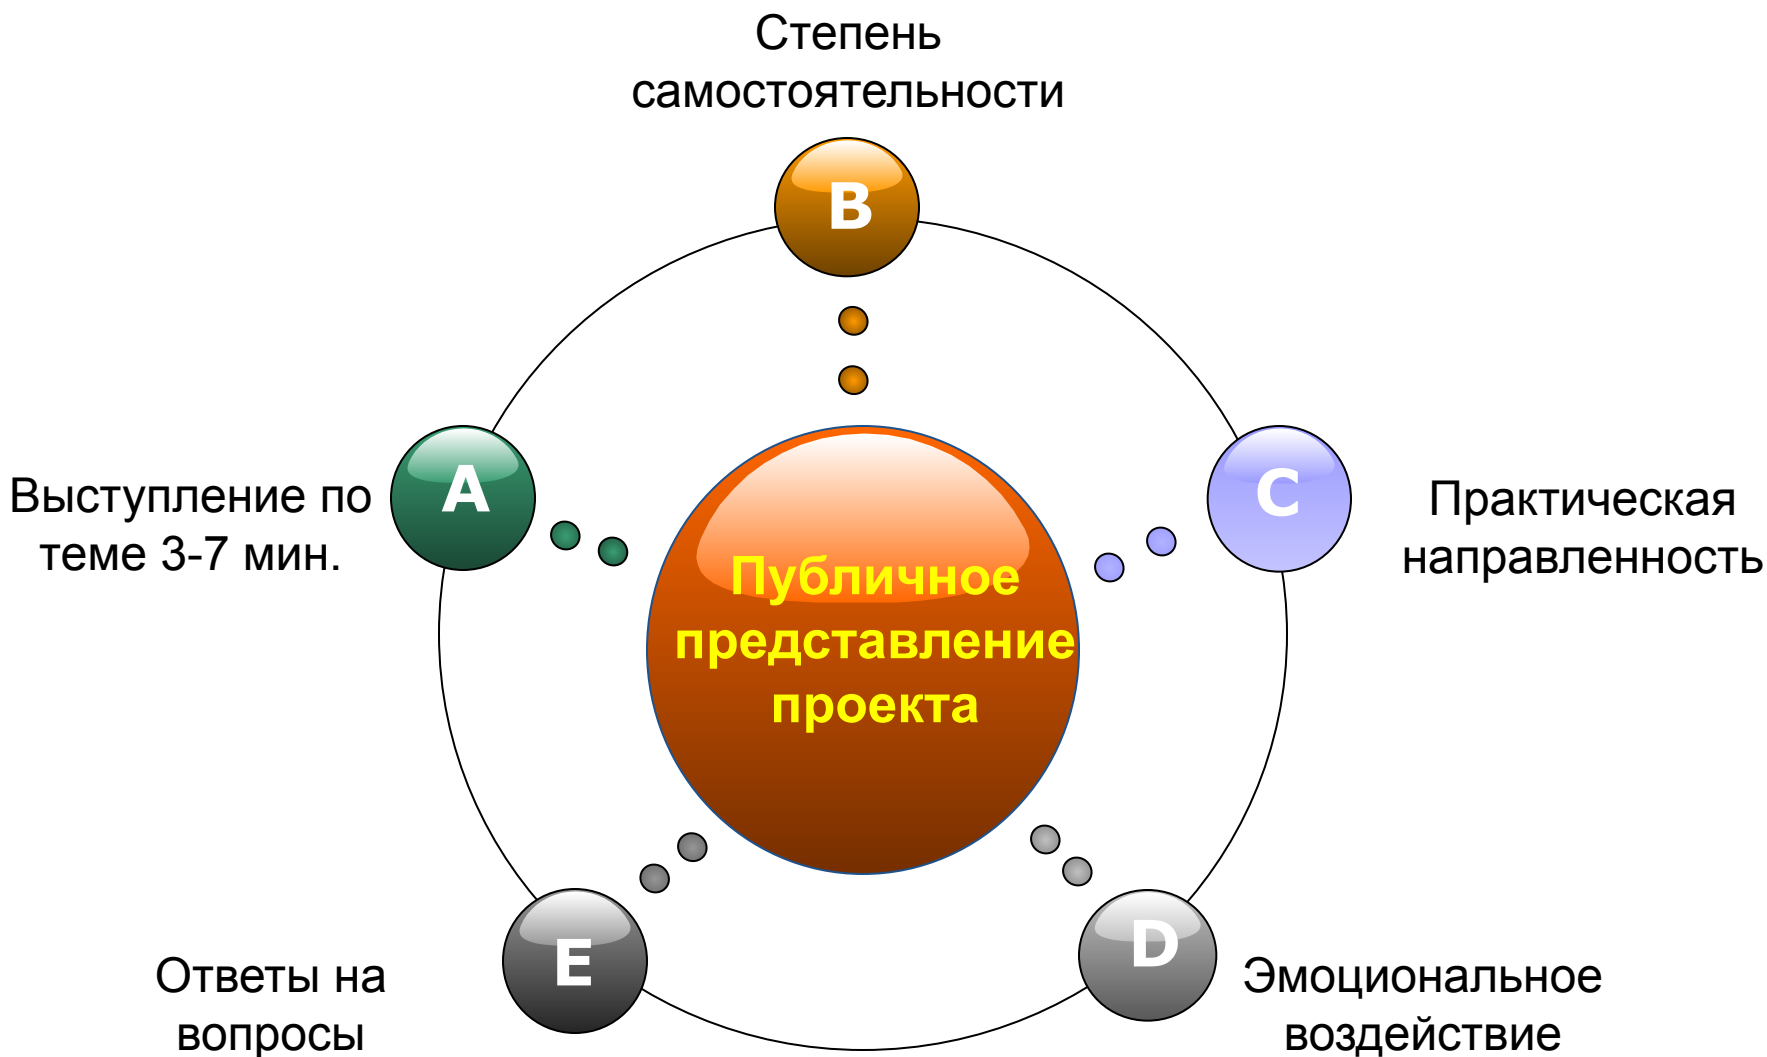 Степень
самостоятельности
B
A
Выступление по
теме 3-7 мин.
C
Практическая
направленность
Публичное
представление
проекта
E
Ответы на
вопросы
D
Эмоциональное
воздействие